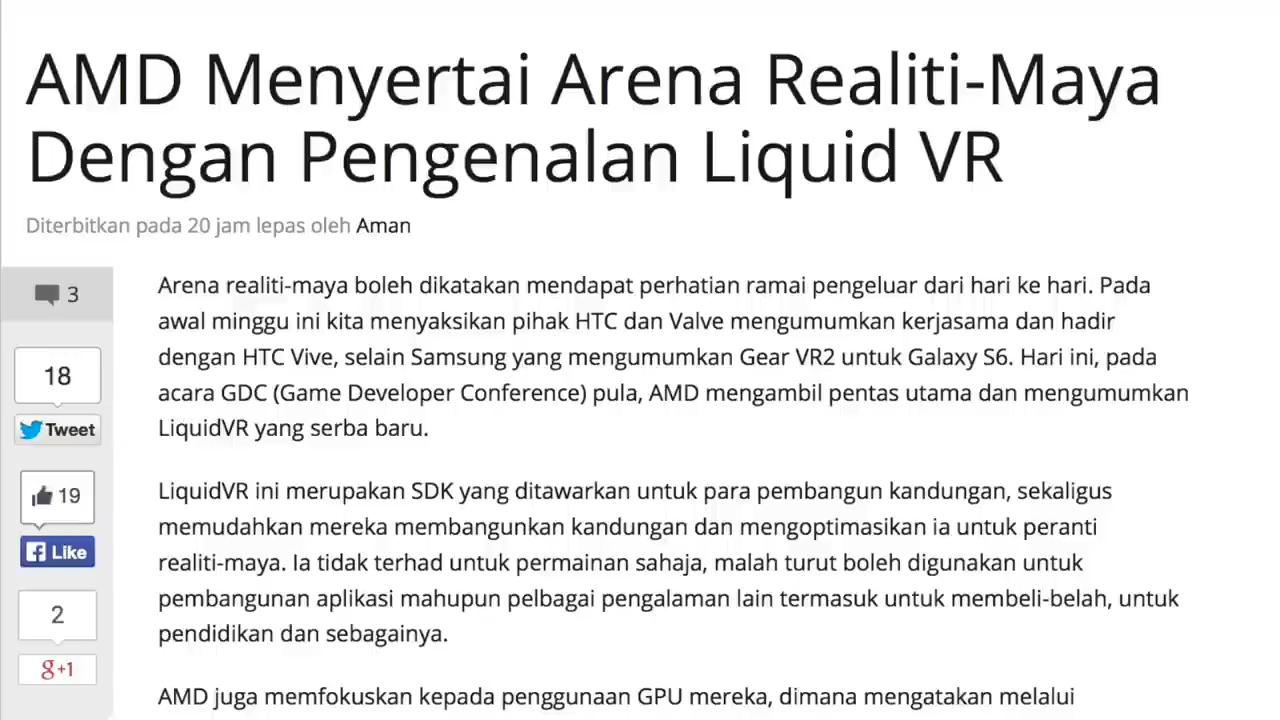 AMD Menyertai Arena Realiti-Maya
Dengan Pengenalan Liquid VR
Diterbitkan pada 20 jam lepas oleh Aman
3
18
Tweet
19
Like
2
g+1
Arena realiti-maya boleh dikatakan mendapat perhatian ramai pengeluar dari hari ke hari. Pada
awal minggu ini kita menyaksikan pihak HTC dan Valve mengumumkan kerjasama dan hadir
dengan HTC Vive, selain Samsung yang mengumumkan Gear VR2 untuk Galaxy S6. Hari ini, pada
acara GDC (Game Developer Conference) pula, AMD mengambil pentas utama dan mengumumkan
LiquidVR yang serba baru.
LiquidVR ini merupakan SDK yang ditawarkan untuk para pembangun kandungan, sekaligus
memudahkan mereka membangunkan kandungan dan mengoptimasikan ia untuk peranti
realiti-maya. Ia tidak terhad untuk permainan sahaja, malah turut boleh digunakan untuk
pembangunan aplikasi mahupun pelbagai pengalaman lain termasuk untuk membeli-belah, untuk
pendidikan dan sebagainya.
AMD juga memfokuskan kepada penggunaan GPU mereka, dimana mengatakan melalui